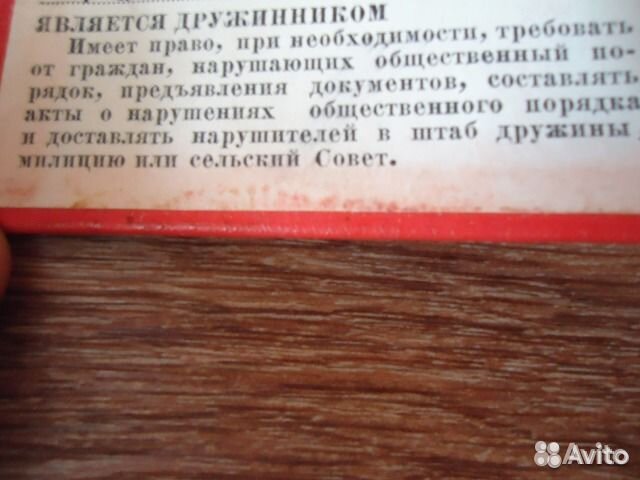 ЯВЛЯЕТСЯ ДРУЖИННИКОМ
Имеет право, при необходимости, требовать
от граждан, нарушающих общественный по-
рядок, предъявления документов, составлять
акты о нарушениях общественного порядка
и доставлять нарушителей в штаб дружины,
милицию или сельский Совет.
Avito